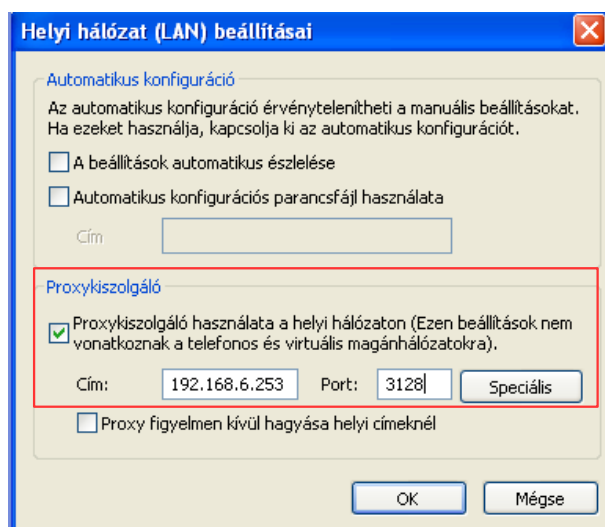 Helyi hálózat (LAN) beállításai
Automatikus konfiguráció
Az automatikus konfiguráció érvénytelenítheti a manuális beállításokat.
Ha ezeket használja, kapcsolja ki az automatikus konfigurációt.
A beállítások automatikus észlelése
Automatikus konfigurációs parancsfájl használata
Cím
Proxykiszolgáló
Proxykiszolgáló használata a helyi hálózaton (Ezen beállítások nem
vonatkoznak a telefonos és virtuális magánhálózatokra).
Cím: 192.168.6.253 Port: 3128 Speciális
Proxy figyelmen kívül hagyása helyi címeknél
OK Mégse